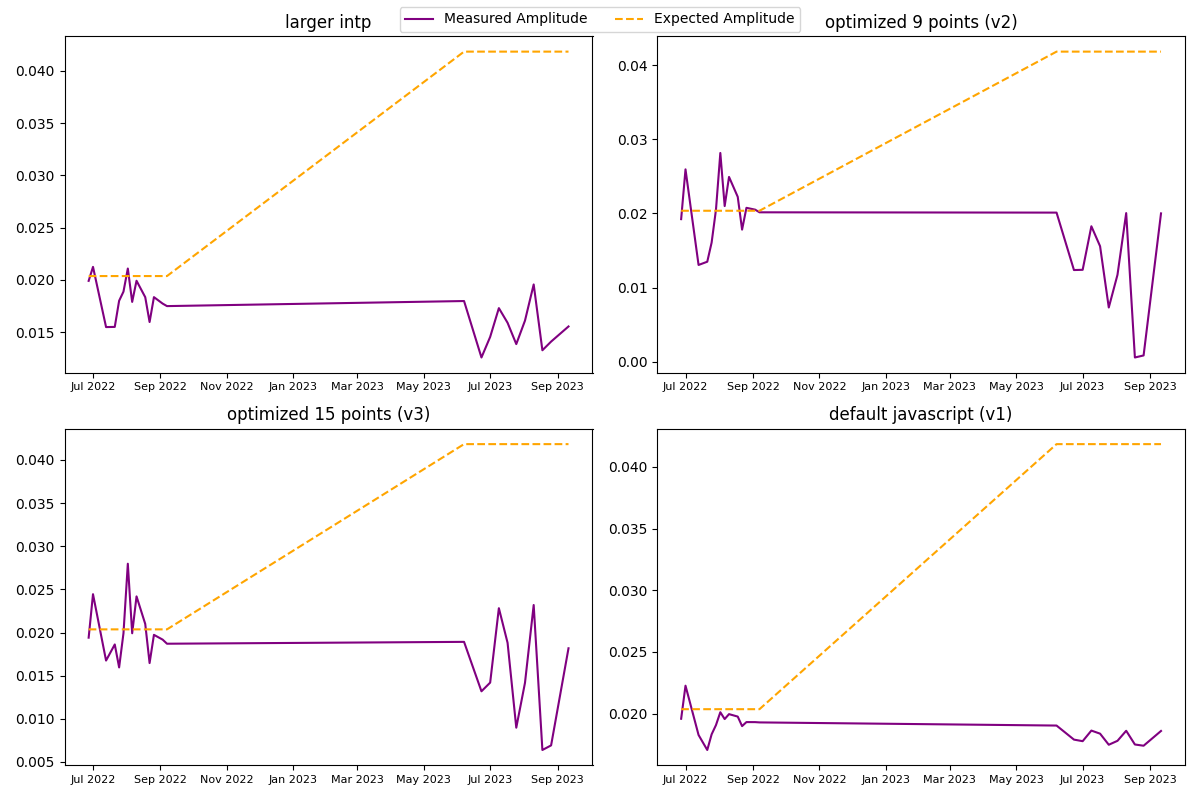 Measured Amplitude Expected Amplitude
larger intp
0.040
0.035
0.030
0.025
0.020
0.015
Jul 2022 Sep 2022 Nov 2022 Jan 2023 Mar 2023 May 2023 Jul 2023 Sep 2023
optimized 9 points (v2)
0.04
0.03
0.02
0.01
0.00
Jul 2022 Sep 2022 Nov 2022 Jan 2023 Mar 2023 May 2023 Jul 2023 Sep 2023
optimized 15 points (v3)
0.040
0.035
0.030
0.025
0.020
0.015
0.010
0.005
Jul 2022 Sep 2022 Nov 2022 Jan 2023 Mar 2023 May 2023 Jul 2023 Sep 2023
default javascript (v1)
0.040
0.035
0.030
0.025
0.020
Jul 2022 Sep 2022 Nov 2022 Jan 2023 Mar 2023 May 2023 Jul 2023 Sep 2023